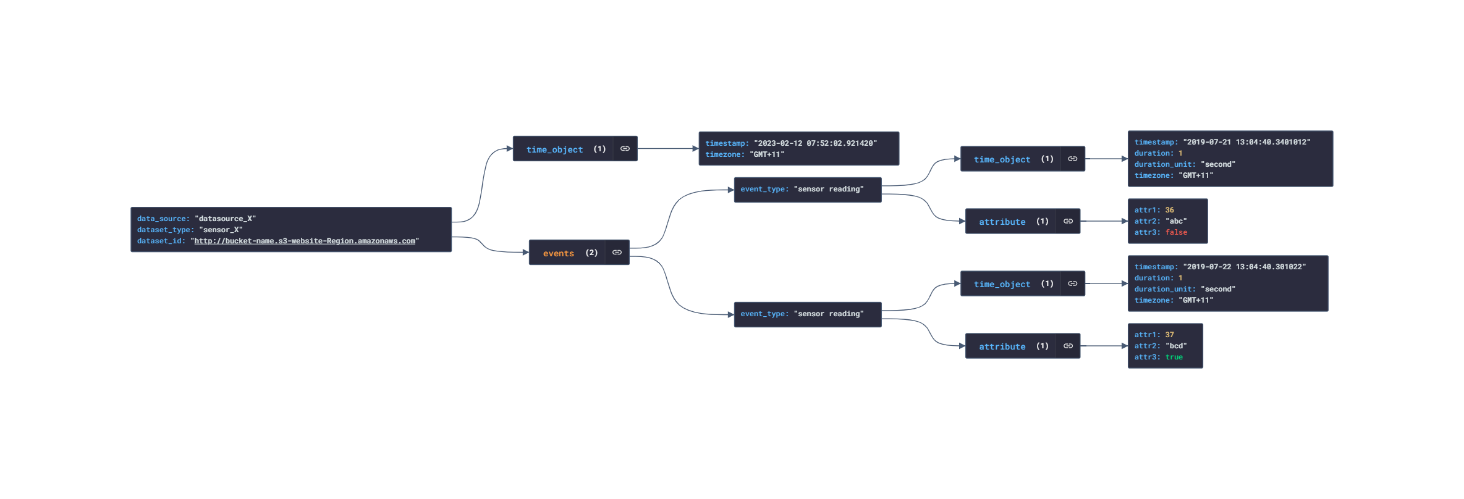 data_source: "datasource_X"
dataset_type: "sensor_X"
dataset_id: "http://bucket-name.s3-website-Region.amazonaws.com"
time_object (1)
timestamp: "2023-02-12 07:52:02.921420"
timezone: "GMT+11"
events (2)
event_type: "sensor reading"
time_object (1)
timestamp: "2019-07-21 13:04:40.3401012"
duration: 1
duration_unit: "second"
timezone: "GMT+11"
attribute (1)
attr1: 36
attr2: "abc"
attr3: false
event_type: "sensor reading"
time_object (1)
timestamp: "2019-07-22 13:04:40.301022"
duration: 1
duration_unit: "second"
timezone: "GMT+11"
attribute (1)
attr1: 37
attr2: "bcd"
attr3: true